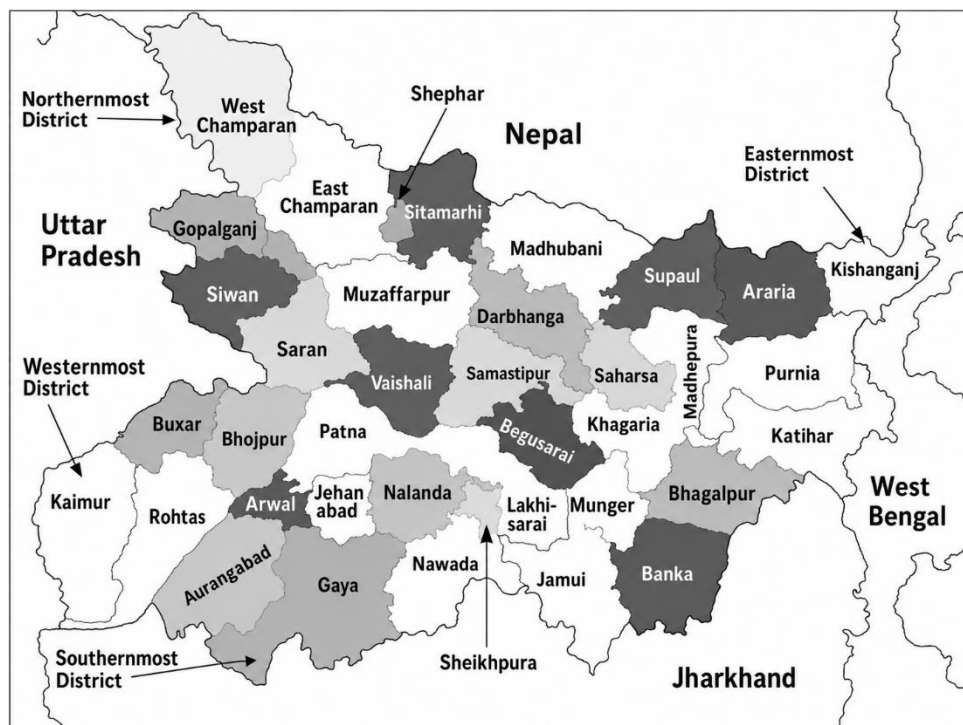 Northernmost
District
West
Champaran
Shephar
Nepal
Easternmost
District
Uttar
Pradesh
East
Champaran
Sitamarhi
Gopalganj
Madhubani
Kishanganj
Supaul
Araria
Siwan
Muzaffarpur
Darbhanga
Saran
Westernmost
District
Vaishali
Samastipur
Saharsa
Madhepura
Purnia
Buxar
Bhojpur
Patna
Begusarai
Khagaria
Katihar
Kaimur
Rohtas
Arwal
Jehan
abad
Nalanda
Lakhi-
sarai
Munger
Bhagalpur
West
Bengal
Aurangabad
Gaya
Nawada
Jamui
Banka
Southernmost
District
Sheikhpura
Jharkhand